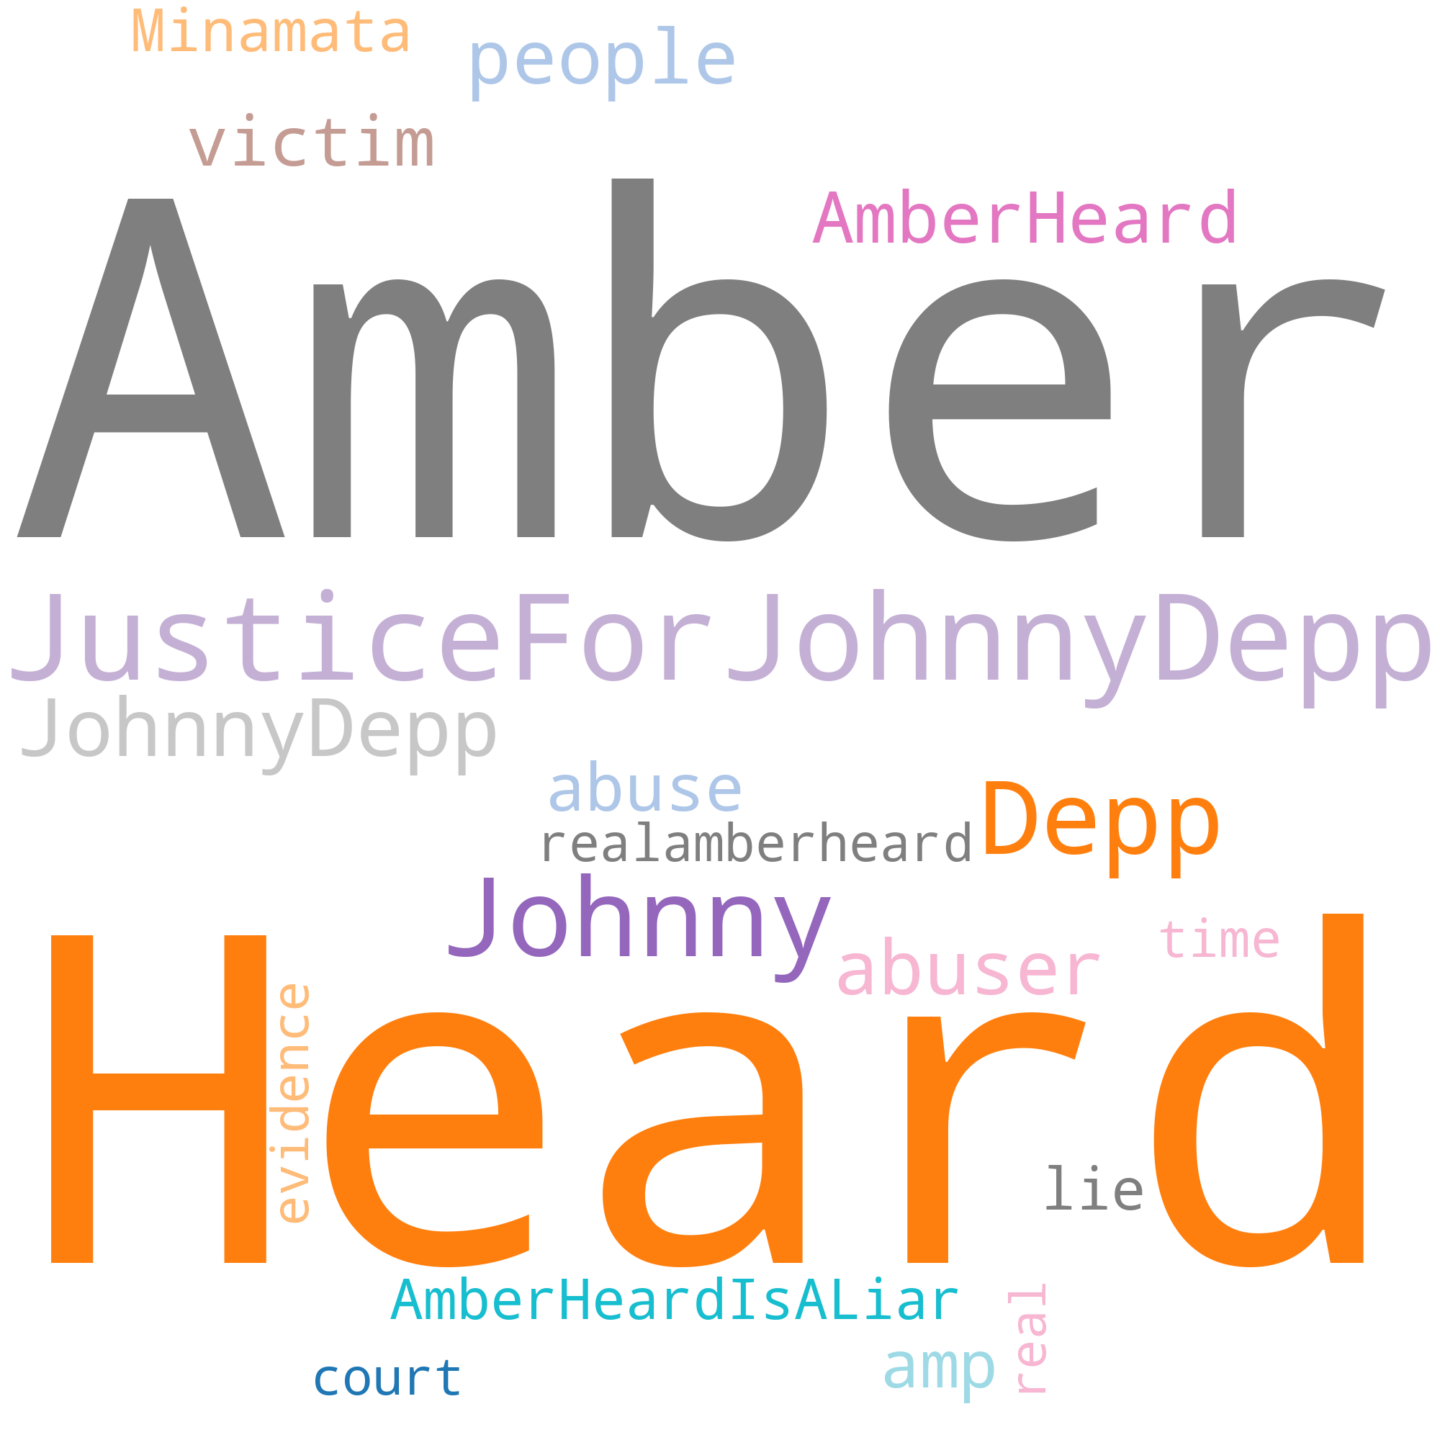 Minamata
people
victim
AmberHeard
Amber
JusticeForJohnnyDepp
JohnnyDepp
abuse
Depp
realamberheard
Johnny
abuser
time
evidence
Heard
lie
AmberHeardIsALiar
real
amp
court